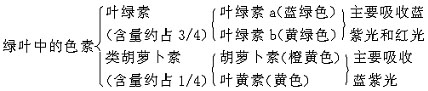 叶绿素 叶绿素 a(蓝绿色) 主要吸收蓝
(含量约占 3/4) 叶绿素 b(黄绿色) 紫光和红光
绿叶中的色素
类胡萝卜素 胡萝卜素(橙黄色) 主要吸收
(含量约占 1/4) 叶黄素(黄色) 蓝紫光